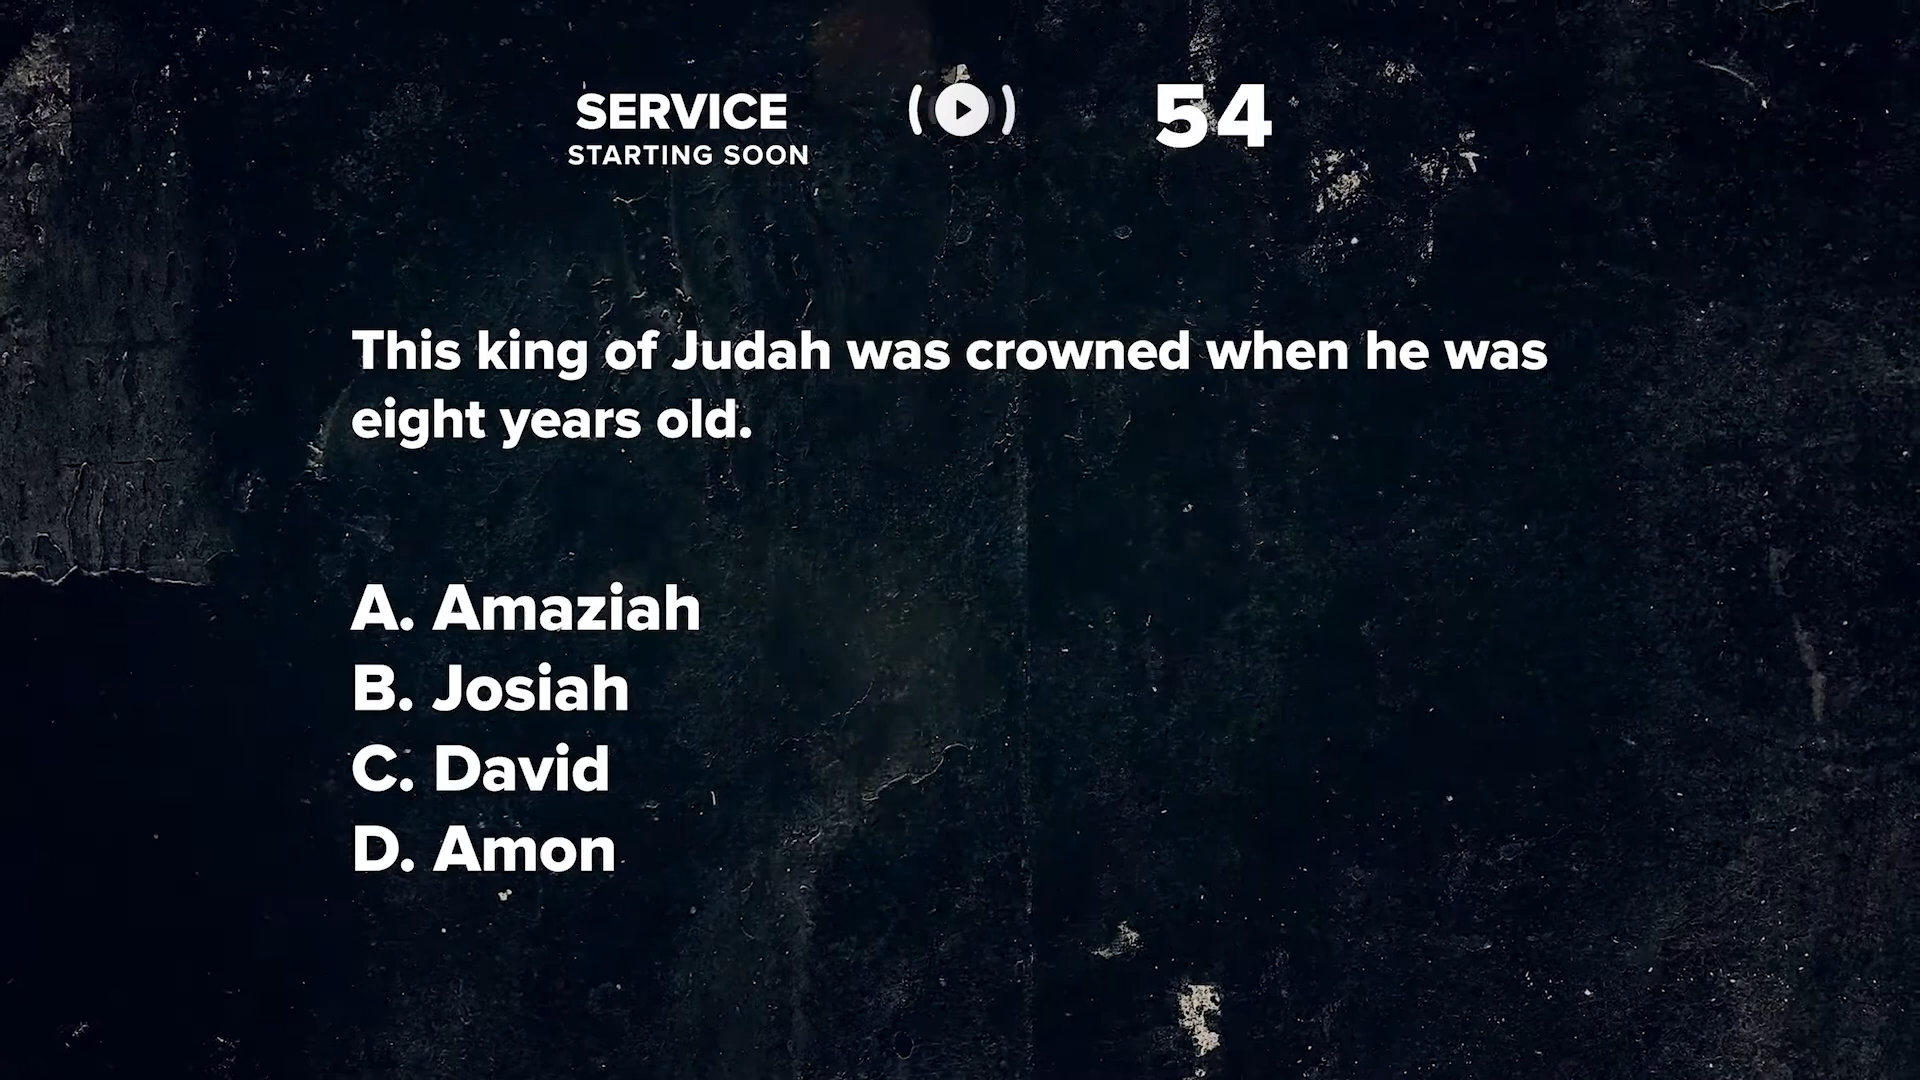 SERVICE
STARTING SOON
54
This king of Judah was crowned when he was
eight years old.
A. Amaziah
B. Josiah
C. David
D. Amon